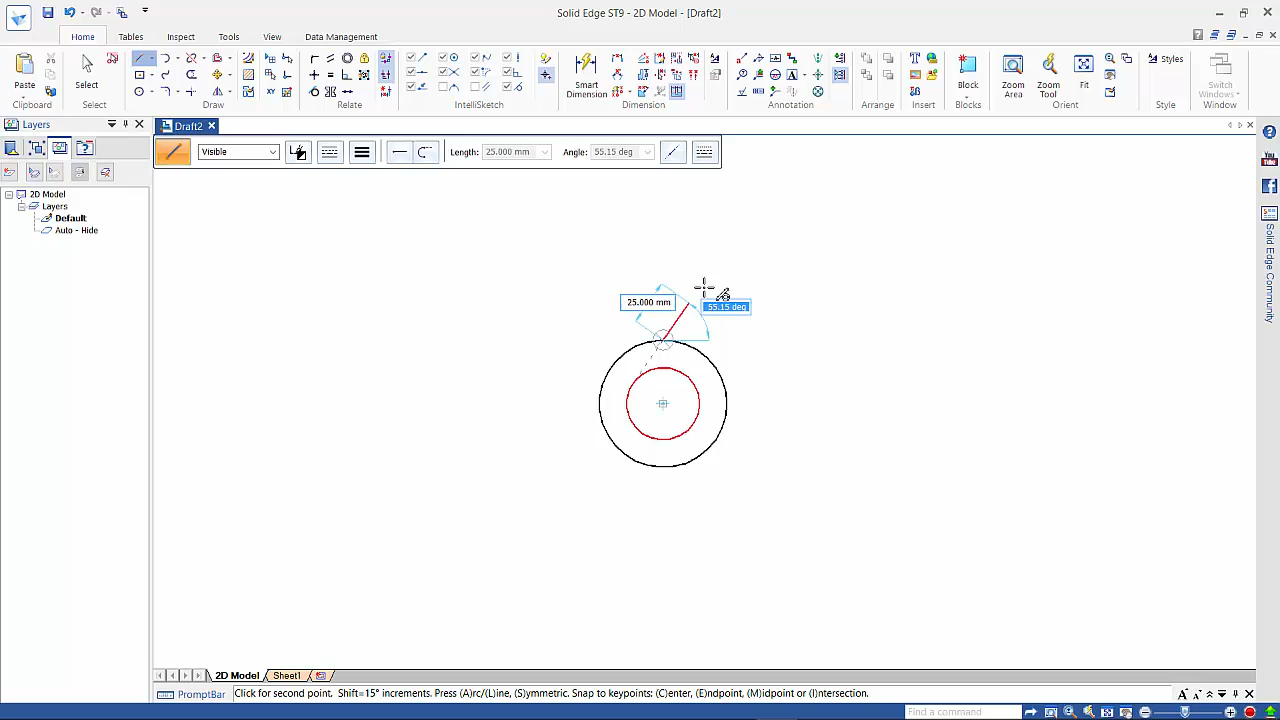 Solid Edge ST9 - 2D Model - [Draft2]
Home Tables Inspect Sketch Tools View Data Management
Paste
Clipboard
Select
Select
Draw
Relate
IntelliSketch
Smart Dimension
Dimension
Annotation
Arrange
Insert
Block
Blocks
Zoom Area
Zoom Tool
Fit
Orient
Styles
Style
Switch Windows
Window
Layers
Draft2
Visible
Length: 25.000 mm
Angle: 55.15 deg
2D Model
Layers
Default
Auto - Hide
25.000 mm
55.15 deg
Solid Edge Community
2D Model
Sheet1
PromptBar
Click for second point. Shift=15° increments. Press (A)rc/(L)ine, (S)ymmetric. Snap to keypoints: (C)enter, (E)ndpoint, (M)idpoint or (I)ntersection.
Find a command